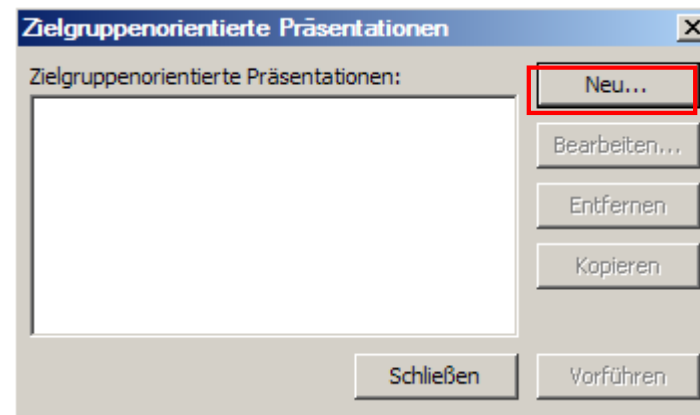 Zielgruppenorientierte Präsentationen
Zielgruppenorientierte Präsentationen:
Neu...
Bearbeiten...
Entfernen
Kopieren
Schließen
Vorführen